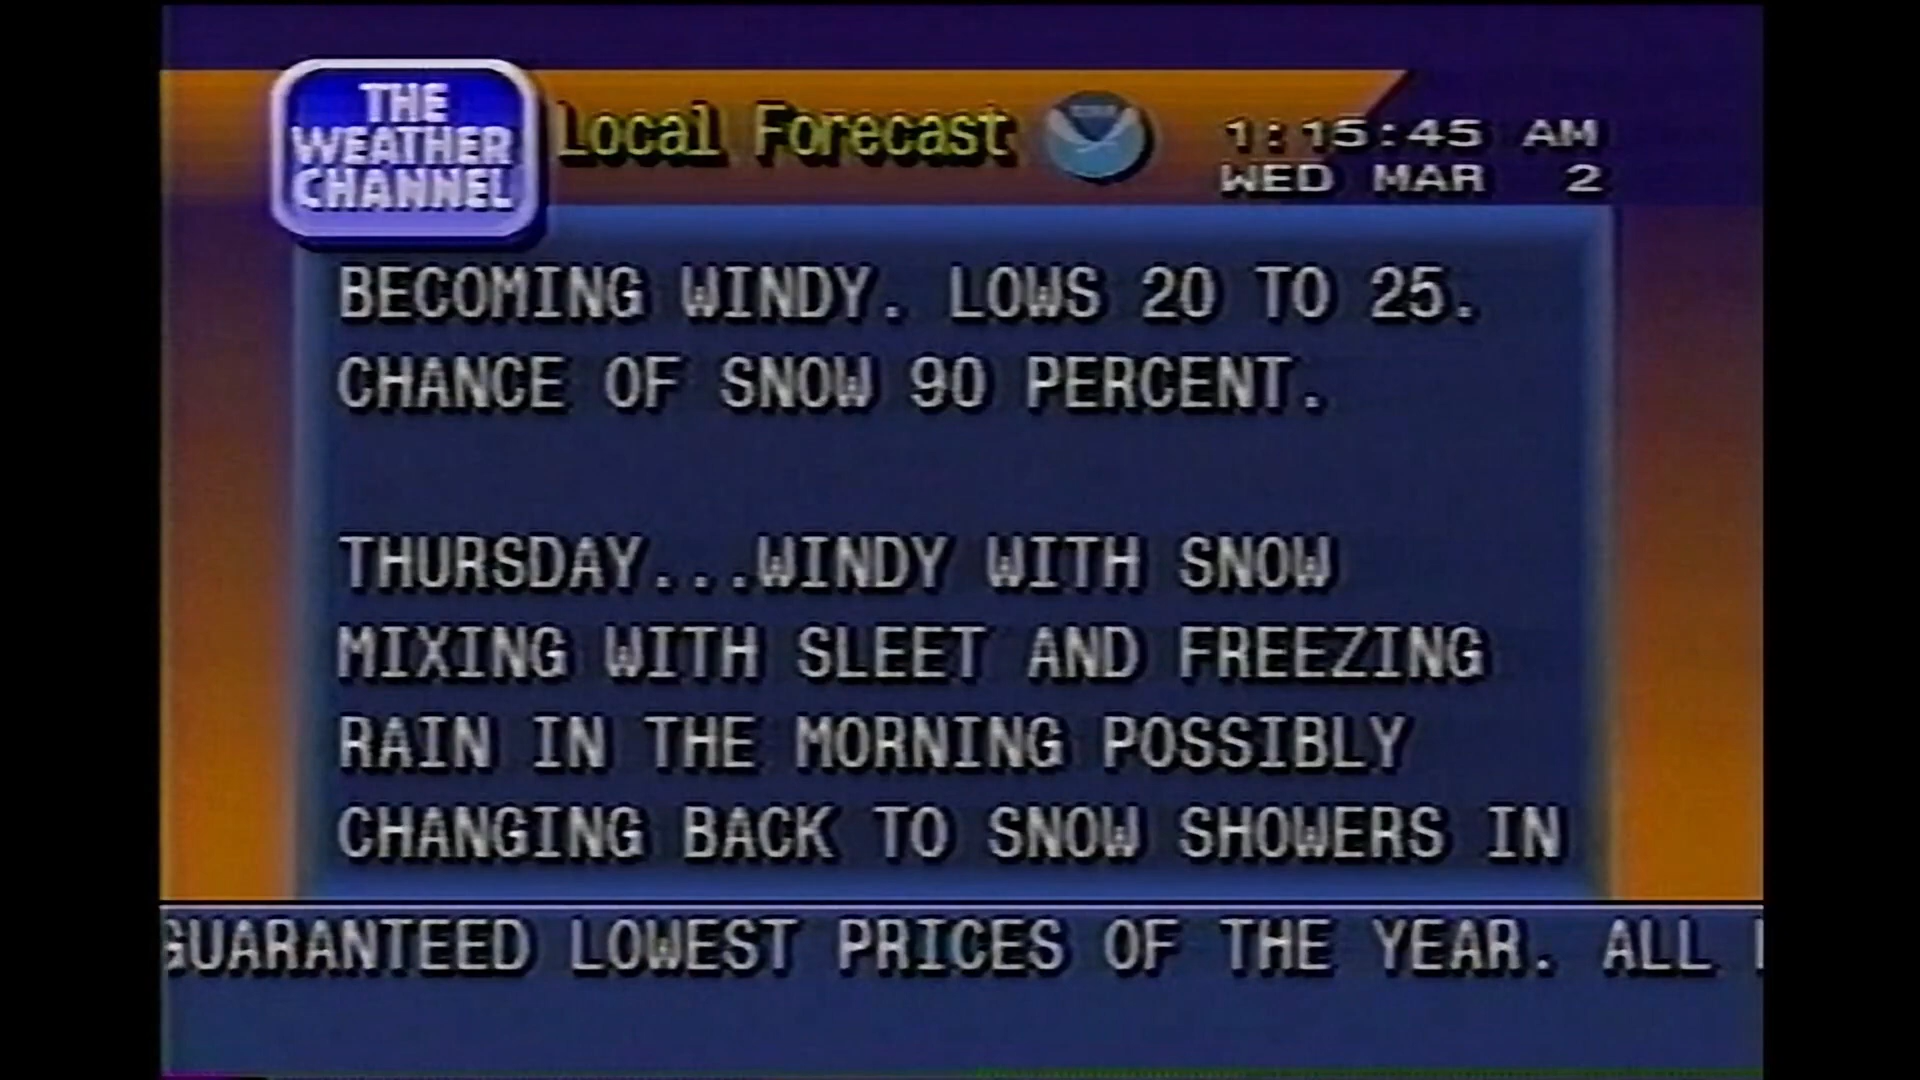 THE
WEATHER
CHANNEL
Local Forecast
1:15:45 AM
WED MAR 2
BECOMING WINDY. LOWS 20 TO 25.
CHANCE OF SNOW 90 PERCENT.
THURSDAY...WINDY WITH SNOW
MIXING WITH SLEET AND FREEZING
RAIN IN THE MORNING POSSIBLY
CHANGING BACK TO SNOW SHOWERS IN
GUARANTEED LOWEST PRICES OF THE YEAR. ALL